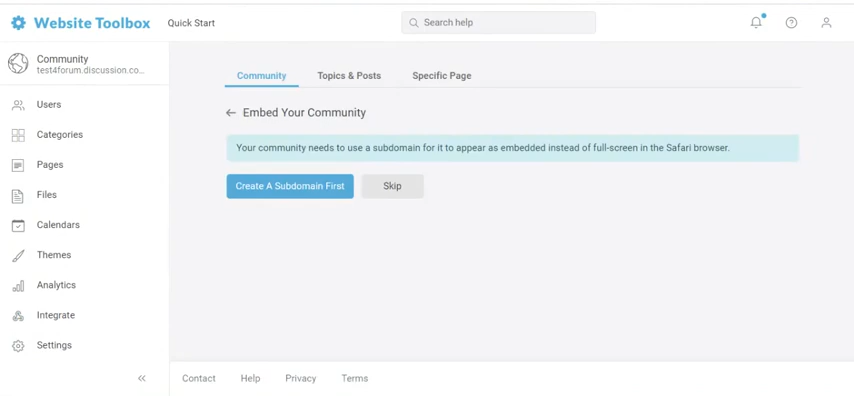 Website Toolbox
Quick Start
Search help
Community
test4forum.discussion.co...
Users
Categories
Pages
Files
Calendars
Themes
Analytics
Integrate
Settings
Community
Topics & Posts
Specific Page
Embed Your Community
Your community needs to use a subdomain for it to appear as embedded instead of full-screen in the Safari browser.
Create A Subdomain First
Skip
Contact
Help
Privacy
Terms